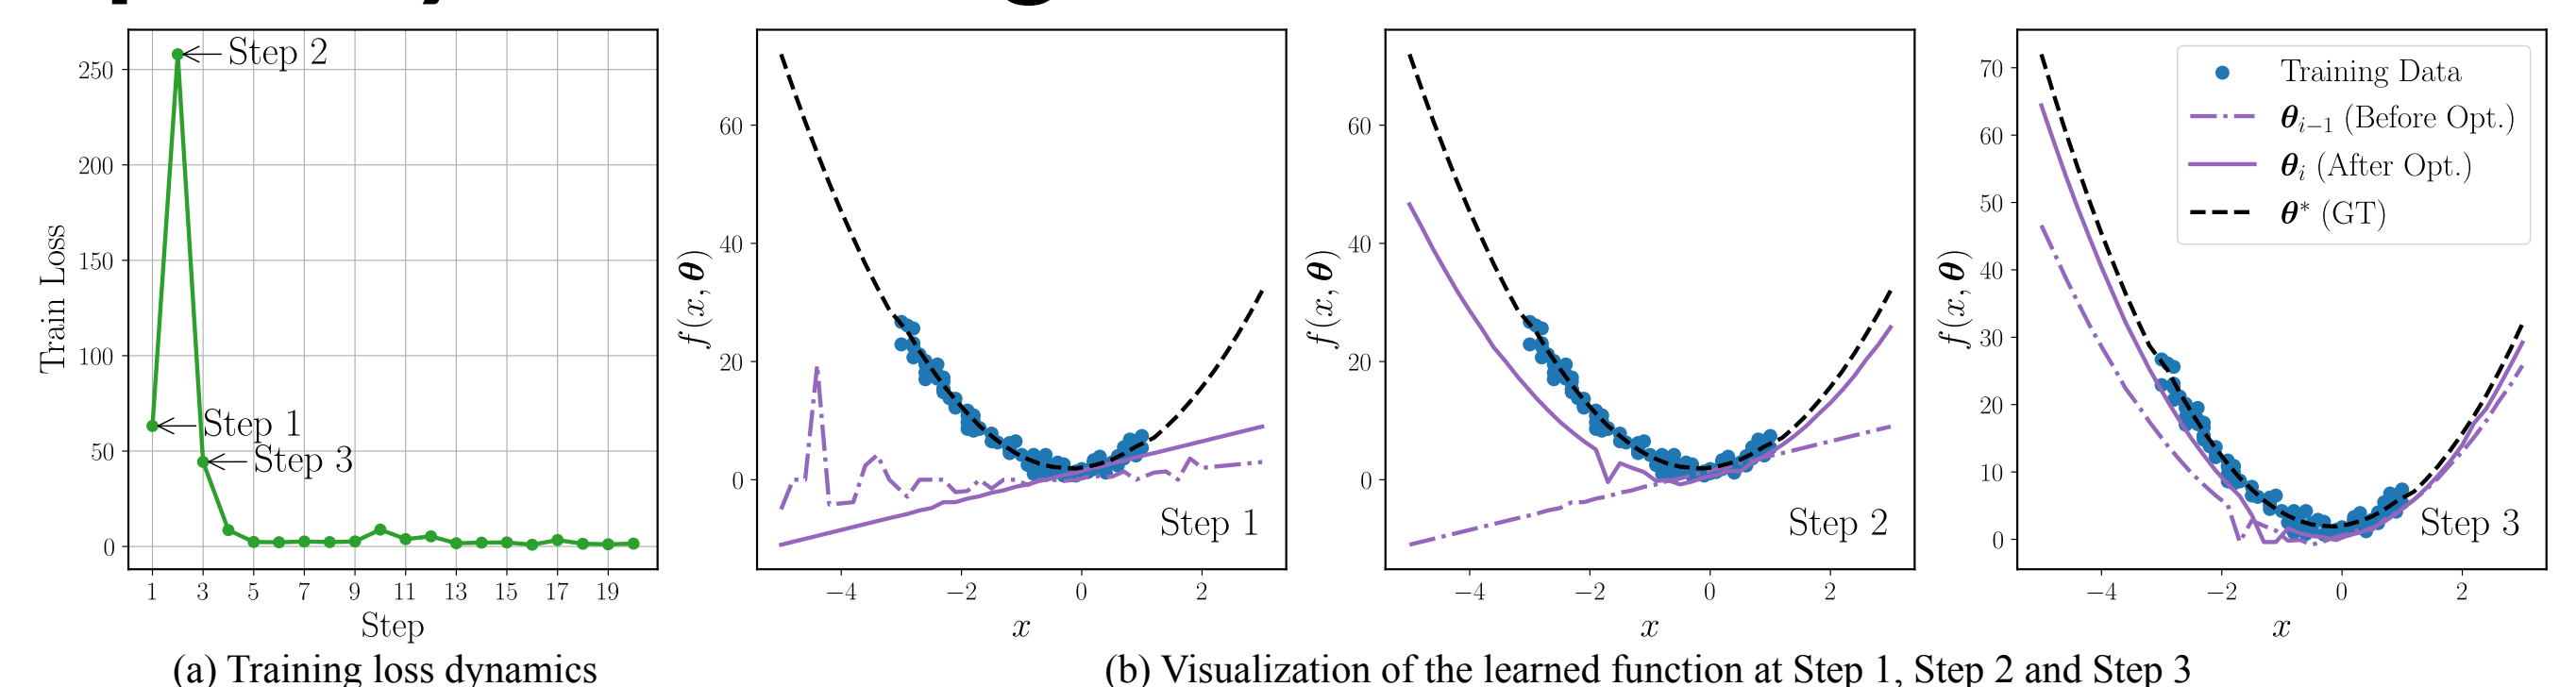 Step 2
Step 1
Step 3
250
200
150
100
50
0
Train Loss
1 3 5 7 9 11 13 15 17 19
Step
(a) Training loss dynamics
60
40
20
0
f(x, θ)
Step 1
−4 −2 0 2
x
60
40
20
0
f(x, θ)
Step 2
−4 −2 0 2
x
70
60
50
40
30
20
10
0
f(x, θ)
Training Data
θ_{i−1} (Before Opt.)
θ_i (After Opt.)
θ* (GT)
Step 3
−4 −2 0 2
x
(b) Visualization of the learned function at Step 1, Step 2 and Step 3